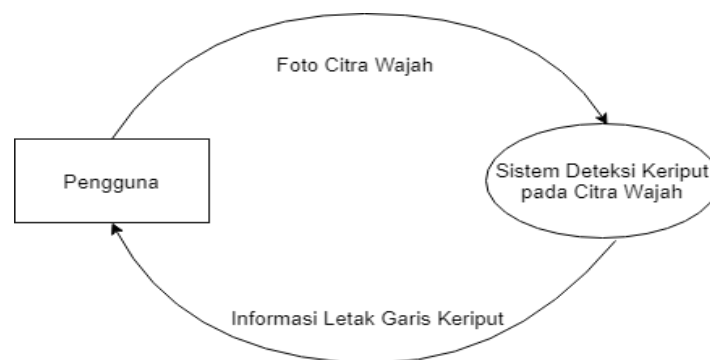 Foto Citra Wajah
Pengguna
Sistem Deteksi Keriput
pada Citra Wajah
Informasi Letak Garis Keriput